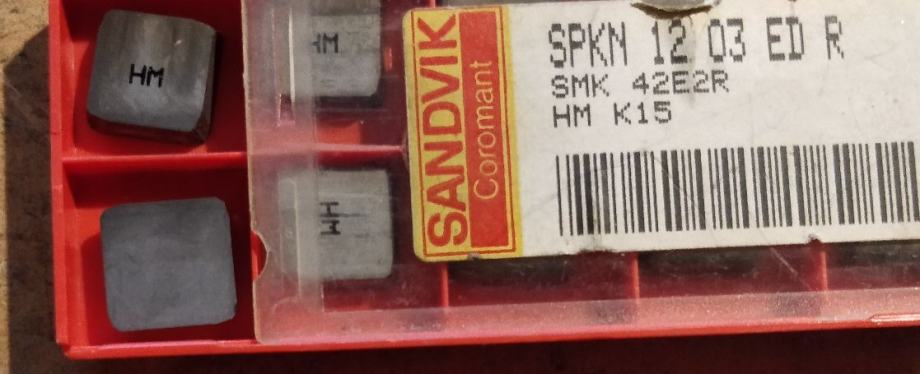 HM
HM
HM
SANDVIK
Coromant
SPKN 12 03 ED R
SMK 42E2R
HM K15